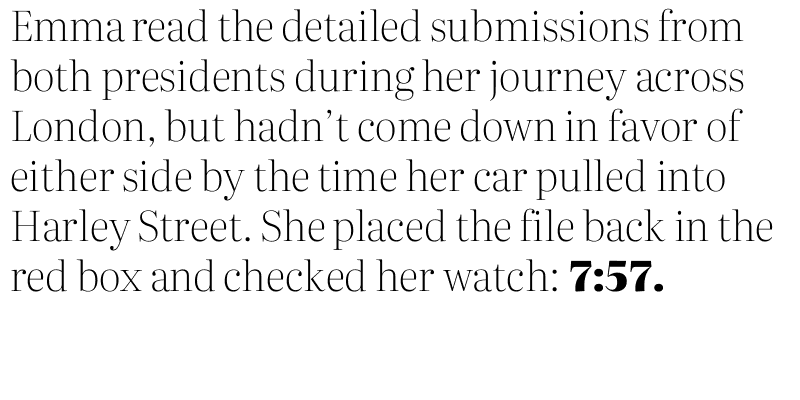 Emma read the detailed submissions from
both presidents during her journey across
London, but hadn’t come down in favor of
either side by the time her car pulled into
Harley Street. She placed the file back in the
red box and checked her watch: 7:57.